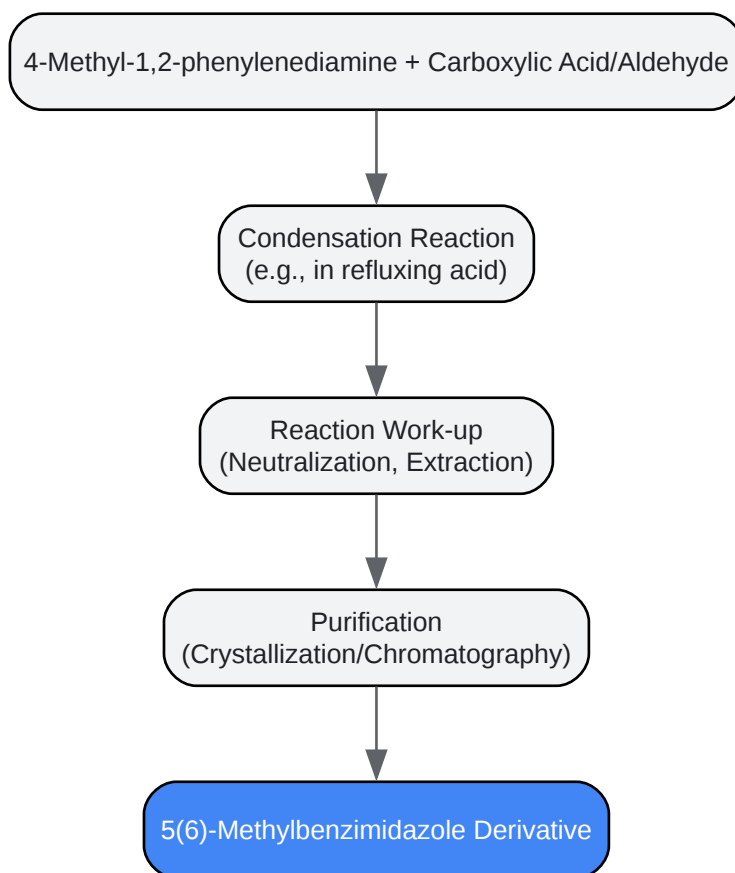 4-Methyl-1,2-phenylenediamine + Carboxylic Acid/Aldehyde
Condensation Reaction
(e.g., in refluxing acid)
Reaction Work-up
(Neutralization, Extraction)
Purification
(Crystallization/Chromatography)
5(6)-Methylbenzimidazole Derivative